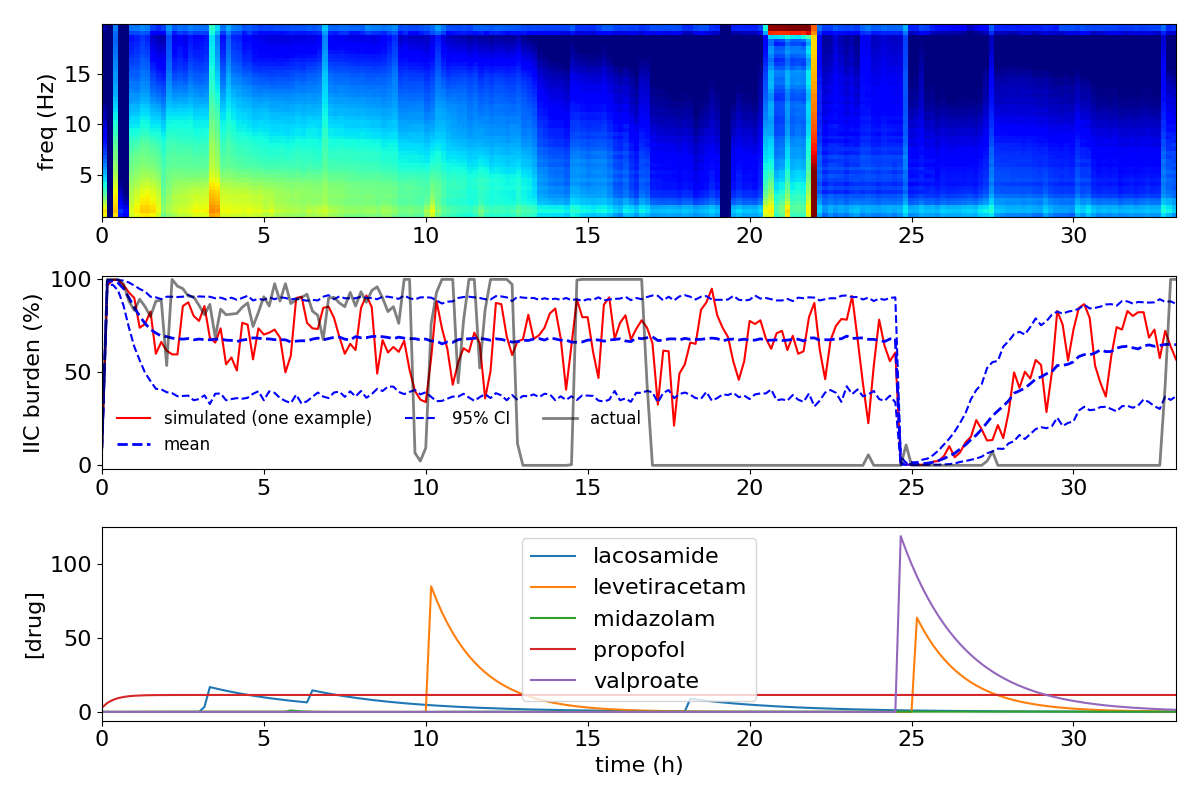 freq (Hz)
15
10
5
0 5 10 15 20 25 30
IIC burden (%)
100
50
0
simulated (one example) 95% CI actual
mean
0 5 10 15 20 25 30
[drug]
100
50
0
lacosamide
levetiracetam
midazolam
propofol
valproate
0 5 10 15 20 25 30
time (h)